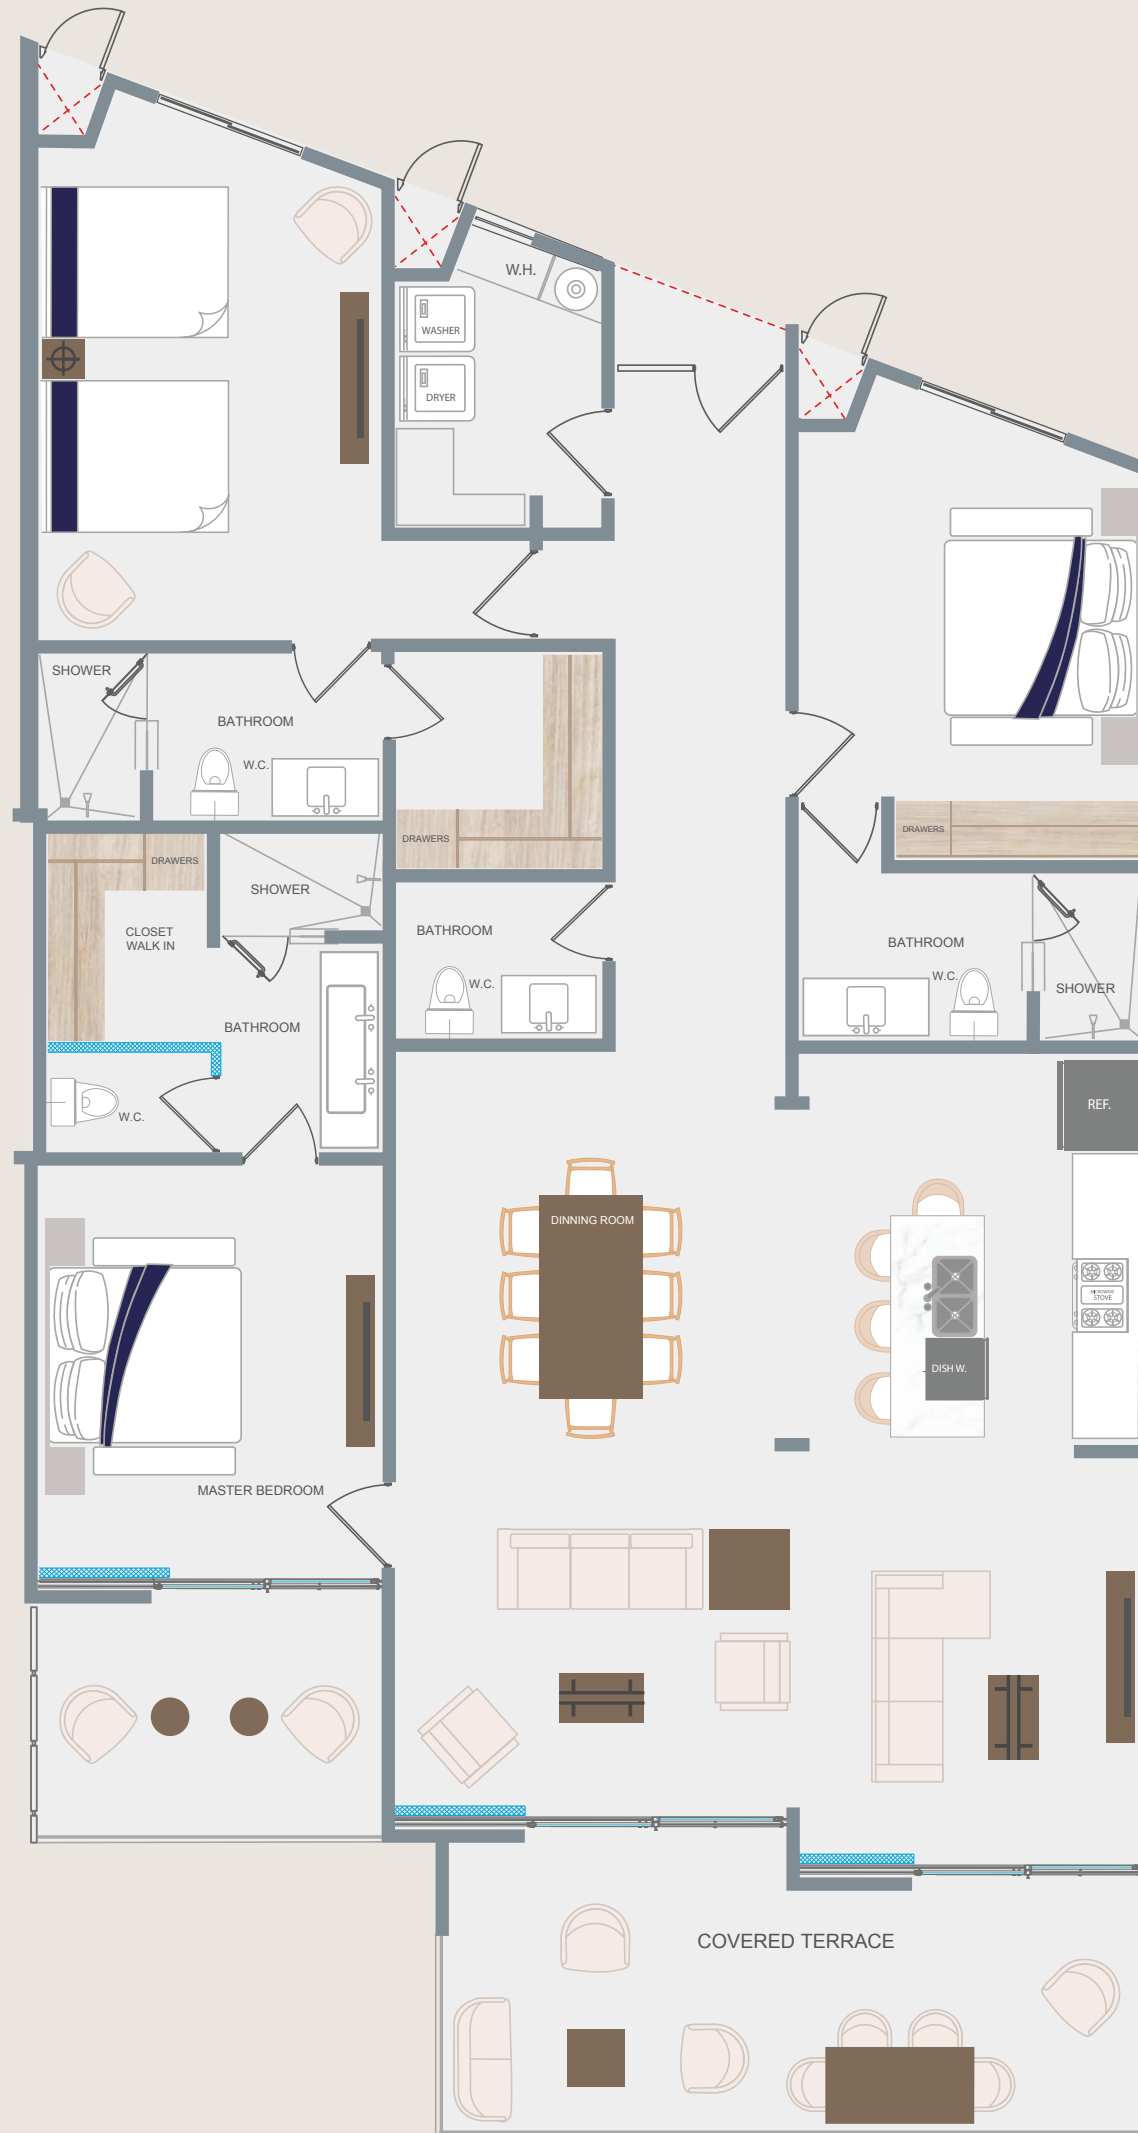 W.H.
WASHER
DRYER
SHOWER
BATHROOM
W.C.
DRAWERS
DRAWERS
DRAWERS
SHOWER
CLOSET
WALK IN
BATHROOM
W.C.
BATHROOM
W.C.
SHOWER
BATHROOM
W.C.
REF.
DINNING ROOM
MICROWAVE
STOVE
DISH W.
MASTER BEDROOM
COVERED TERRACE